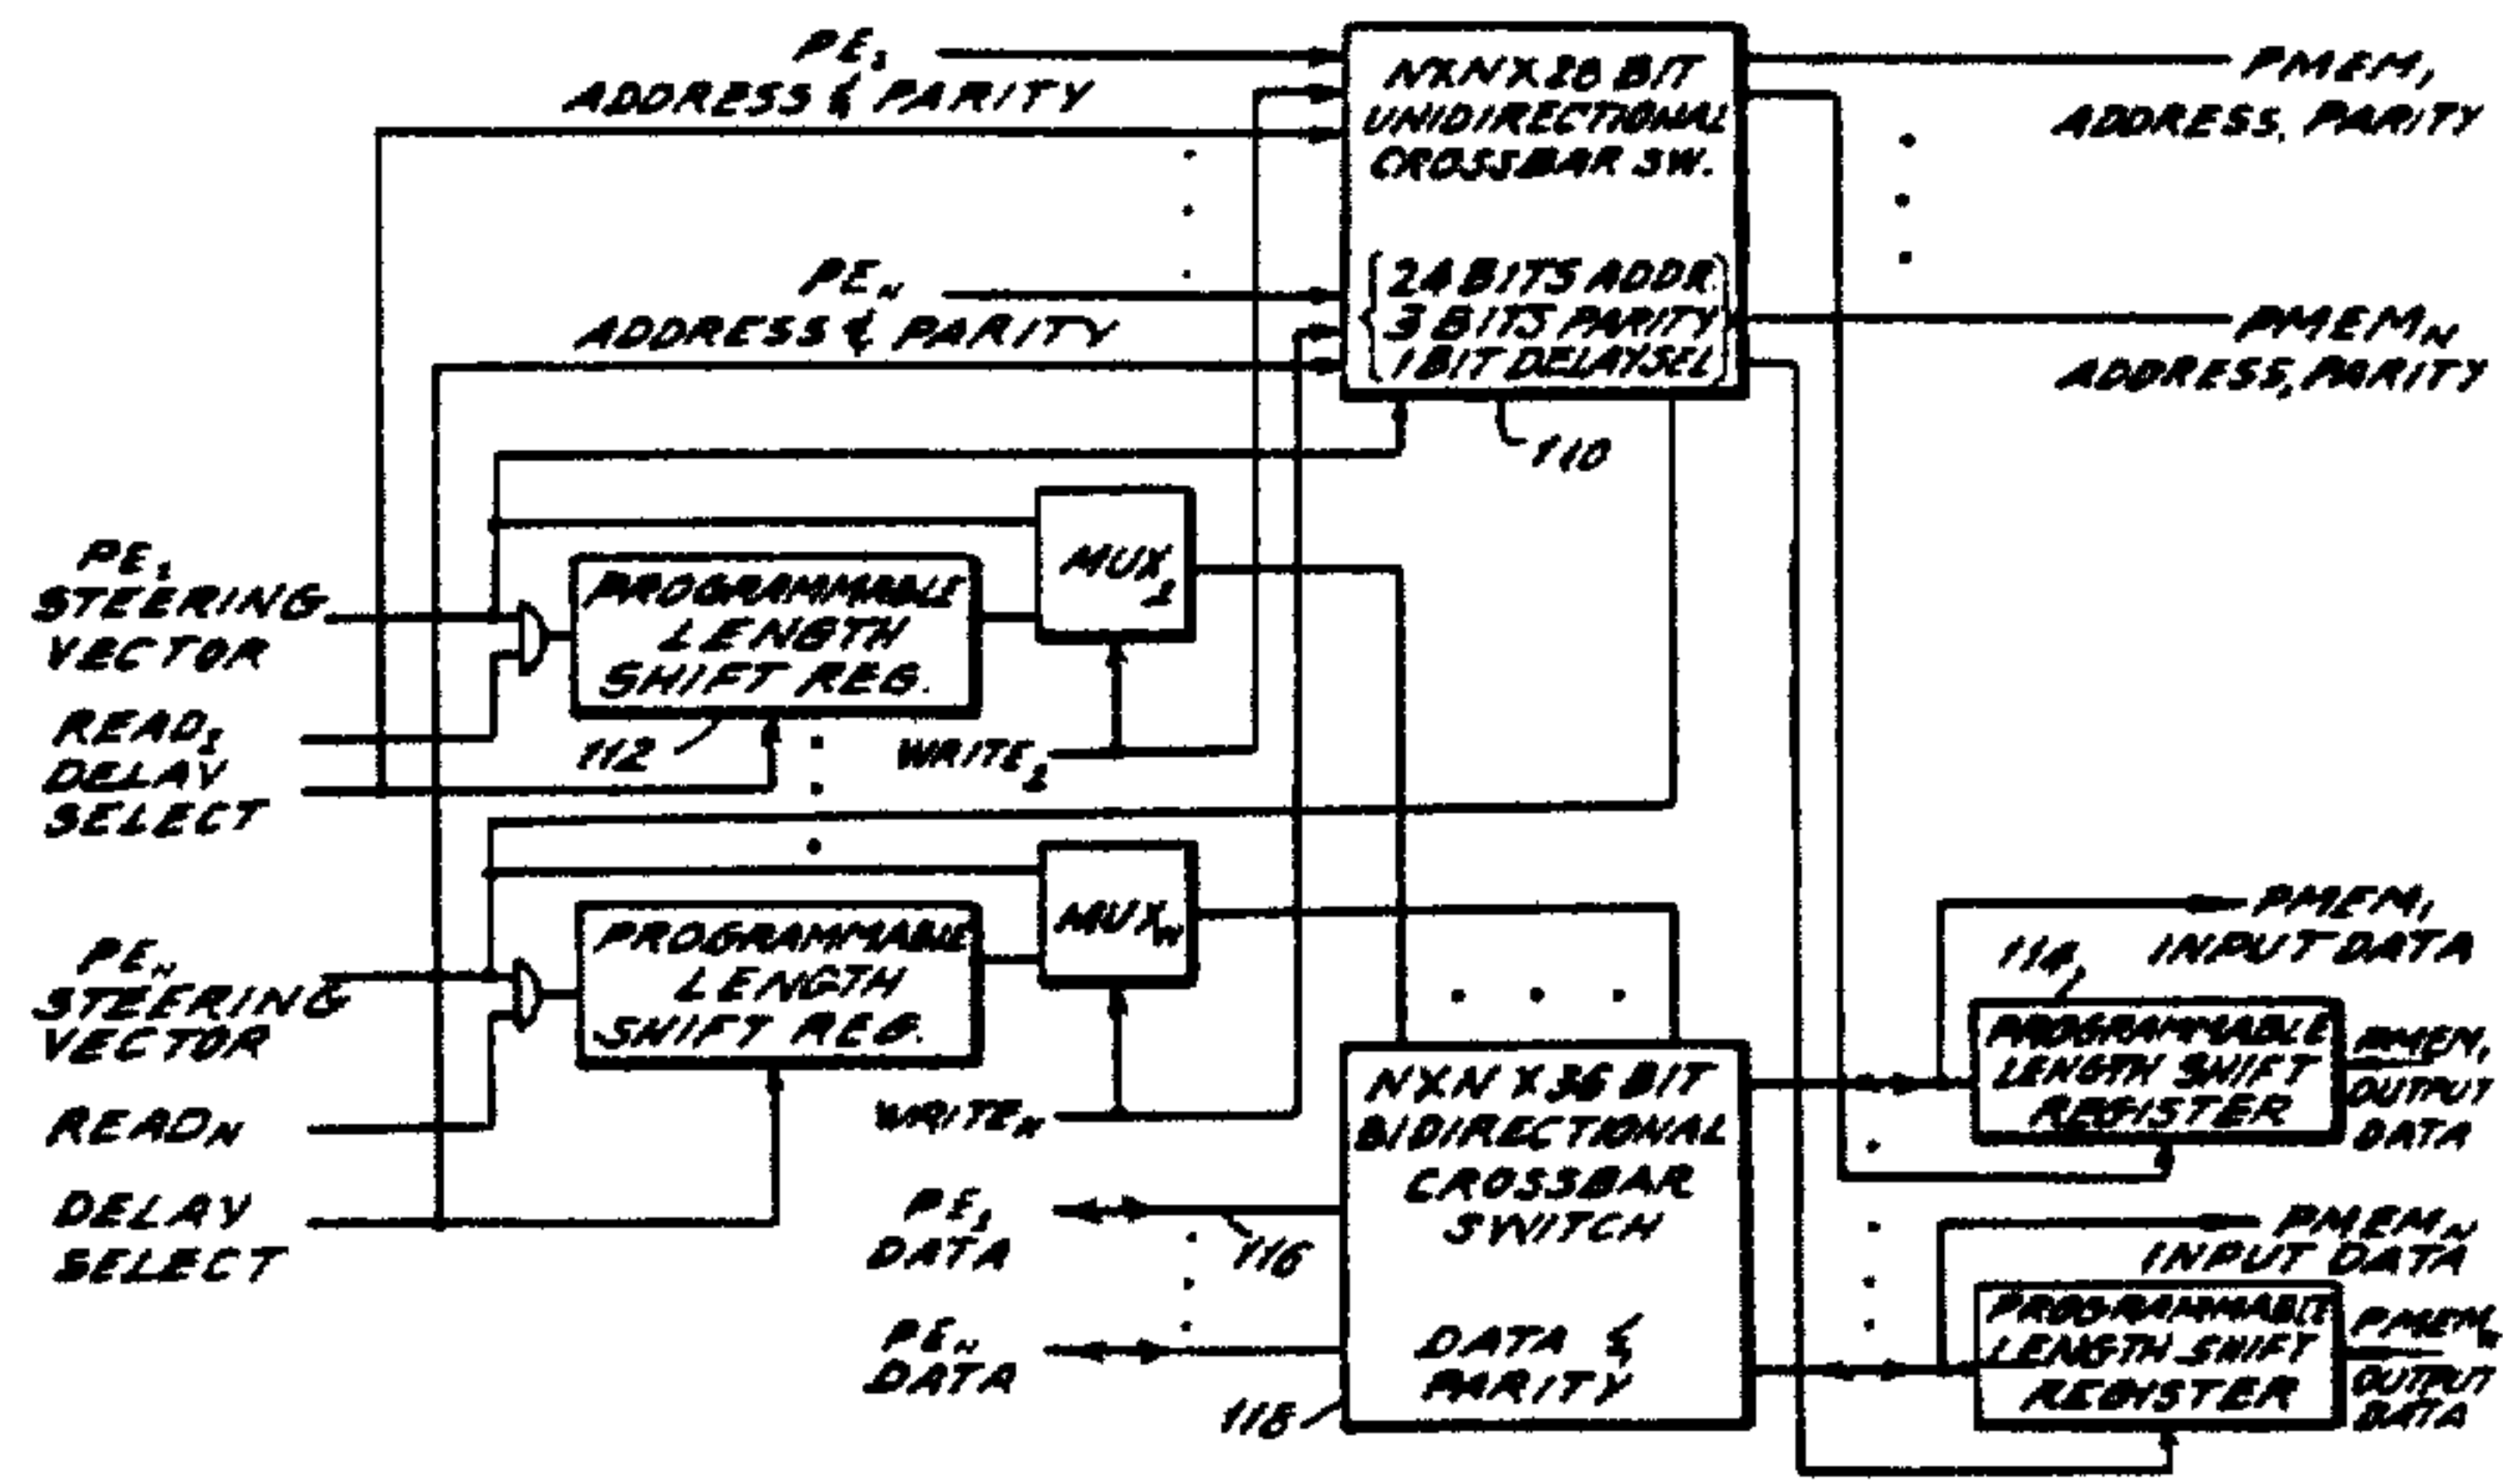 PE1
ADDRESS & PARITY
NXNX28 BIT
UNIDIRECTIONAL
CROSSBAR SW.
PMEM1
ADDRESS, PARITY
PEN
ADDRESS & PARITY
24 BITS ADDR.
3 BITS PARITY
1 BIT DELAY SEL
PMEMN
ADDRESS, PARITY
110
PE1
STEERING
VECTOR
PROGRAMMABLE
LENGTH
SHIFT REG.
MUX1
READ1
DELAY
SELECT
112
WRITE1
PEN
STEERING
VECTOR
PROGRAMMABLE
LENGTH
SHIFT REG.
MUXN
READN
DELAY
SELECT
WRITEN
PE1
DATA
116
PEN
DATA
118
NXN X 36 BIT
BIDIRECTIONAL
CROSSBAR
SWITCH
DATA &
PARITY
PMEM1
INPUT DATA
114
PROGRAMMABLE
LENGTH SHIFT
REGISTER
PMEM1
OUTPUT
DATA
PMEMN
INPUT DATA
PROGRAMMABLE
LENGTH SHIFT
REGISTER
PMEMN
OUTPUT
DATA